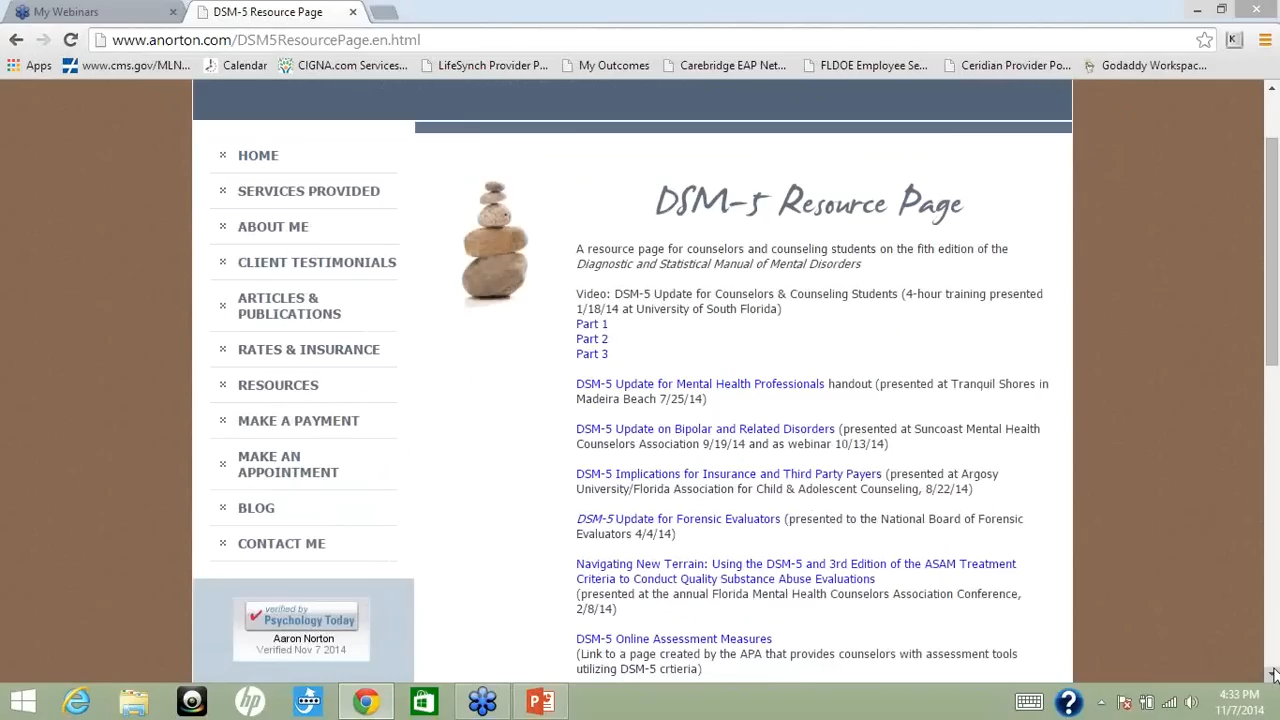 My Webinars
DSM-5 Resource Page
www.anorton.com/DSM5ResourcePage.en.html
Apps www.cms.gov/MLN... Calendar CIGNA.com Services... LifeSynch Provider P... My Outcomes Carebridge EAP Net... FLDOE Employee Se... Ceridian Provider Po... Godaddy Workspac...
HOME
SERVICES PROVIDED
ABOUT ME
CLIENT TESTIMONIALS
ARTICLES &
PUBLICATIONS
RATES & INSURANCE
RESOURCES
MAKE A PAYMENT
MAKE AN
APPOINTMENT
BLOG
CONTACT ME
verified by
Psychology Today
Aaron Norton
Verified Nov 7 2014
DSM-5 Resource Page
A resource page for counselors and counseling students on the fith edition of the
Diagnostic and Statistical Manual of Mental Disorders
Video: DSM-5 Update for Counselors & Counseling Students (4-hour training presented
1/18/14 at University of South Florida)
Part 1
Part 2
Part 3
DSM-5 Update for Mental Health Professionals handout (presented at Tranquil Shores in
Madeira Beach 7/25/14)
DSM-5 Update on Bipolar and Related Disorders (presented at Suncoast Mental Health
Counselors Association 9/19/14 and as webinar 10/13/14)
DSM-5 Implications for Insurance and Third Party Payers (presented at Argosy
University/Florida Association for Child & Adolescent Counseling, 8/22/14)
DSM-5 Update for Forensic Evaluators (presented to the National Board of Forensic
Evaluators 4/4/14)
Navigating New Terrain: Using the DSM-5 and 3rd Edition of the ASAM Treatment
Criteria to Conduct Quality Substance Abuse Evaluations
(presented at the annual Florida Mental Health Counselors Association Conference,
2/8/14)
DSM-5 Online Assessment Measures
(Link to a page created by the APA that provides counselors with assessment tools
utilizing DSM-5 crtieria)
4:33 PM
11/7/2014